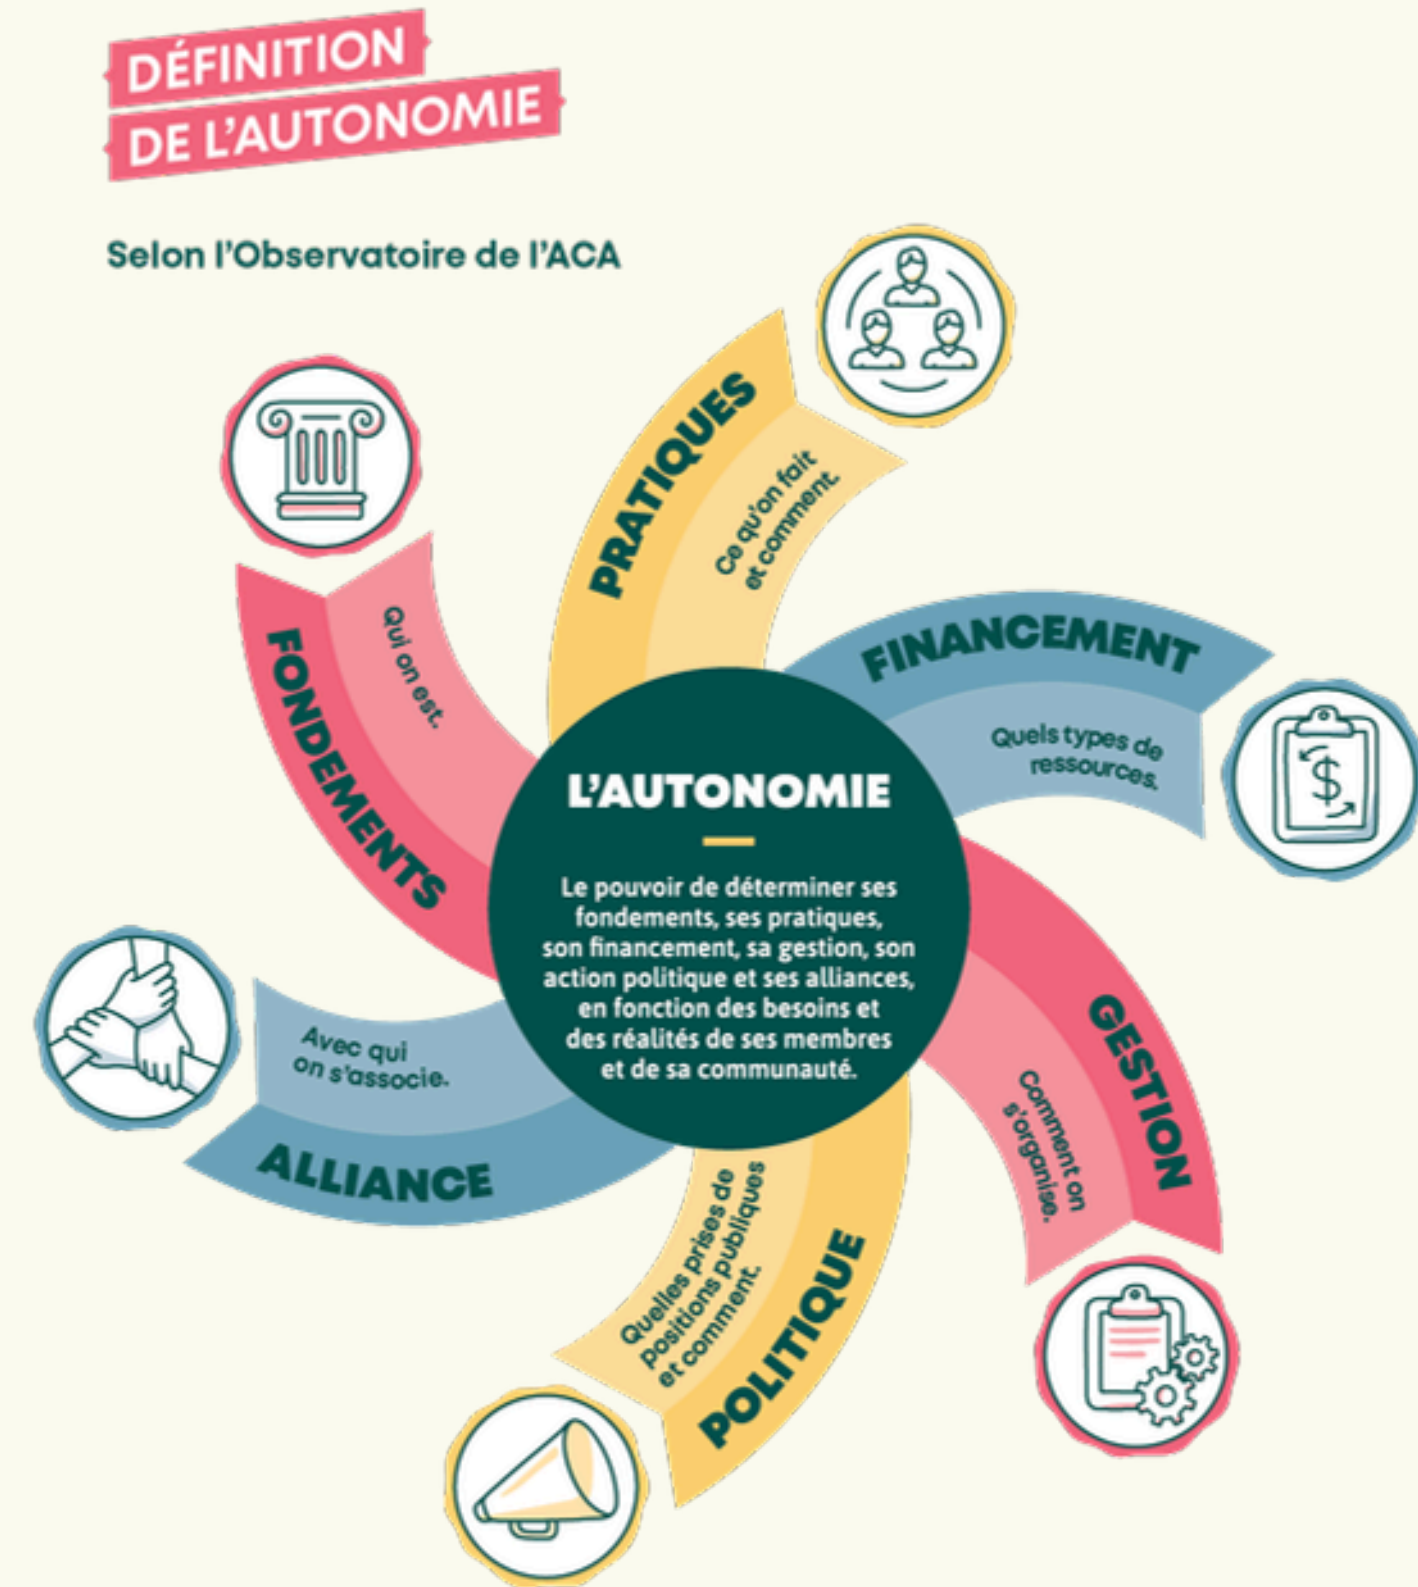 DÉFINITION
DE L'AUTONOMIE
Selon l'Observatoire de l'ACA
PRATIQUES
Ce qu'on fait
et comment.
FINANCEMENT
Quels types de
ressources.
GESTION
Comment on
s'organise.
POLITIQUE
Quelles prises de
positions publiques
et comment.
ALLIANCE
Avec qui
on s'associe.
FONDEMENTS
Qui on est.
L'AUTONOMIE
Le pouvoir de déterminer ses
fondements, ses pratiques,
son financement, sa gestion, son
action politique et ses alliances,
en fonction des besoins et
des réalités de ses membres
et de sa communauté.
$